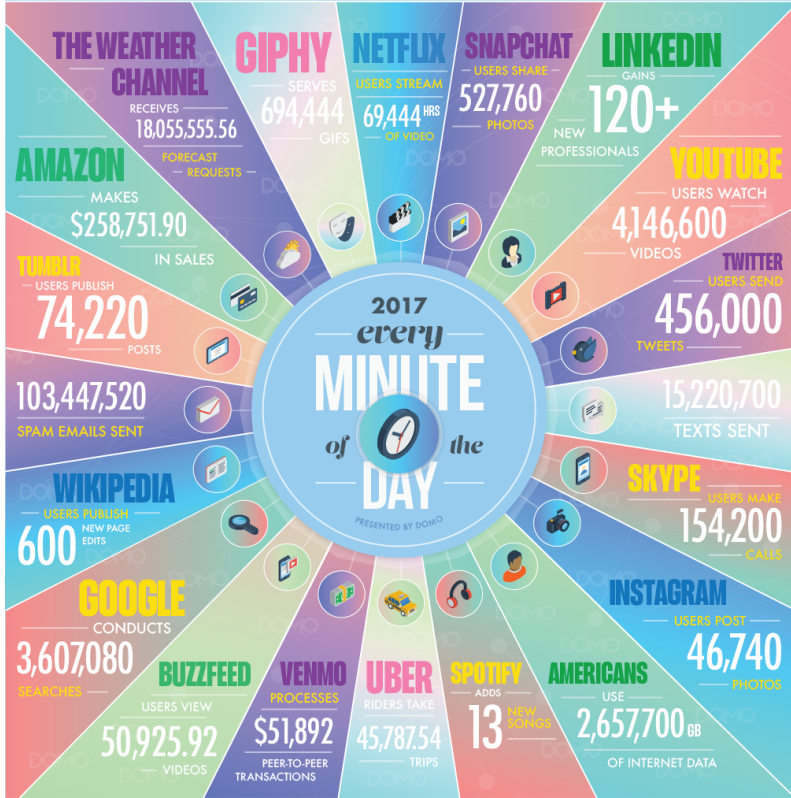 THE WEATHER
CHANNEL
RECEIVES
18,055,555.56
FORECAST
REQUESTS
GIPHY
SERVES
694,444
GIFS
NETFLIX
USERS STREAM
69,444 HRS
OF VIDEO
SNAPCHAT
USERS SHARE
527,760
PHOTOS
LINKEDIN
GAINS
120+
NEW
PROFESSIONALS
YOUTUBE
USERS WATCH
4,146,600
VIDEOS
TWITTER
USERS SEND
456,000
TWEETS
15,220,700
TEXTS SENT
SKYPE
USERS MAKE
154,200
CALLS
INSTAGRAM
USERS POST
46,740
PHOTOS
AMERICANS
USE
2,657,700 GB
OF INTERNET DATA
SPOTIFY
ADDS
13 NEW
SONGS
UBER
RIDERS TAKE
45,787.54
TRIPS
VENMO
PROCESSES
$51,892
PEER-TO-PEER
TRANSACTIONS
BUZZFEED
USERS VIEW
50,925.92
VIDEOS
GOOGLE
CONDUCTS
3,607,080
SEARCHES
WIKIPEDIA
USERS PUBLISH
600 NEW PAGE
EDITS
103,447,520
SPAM EMAILS SENT
TUMBLR
USERS PUBLISH
74,220
POSTS
AMAZON
MAKES
$258,751.90
IN SALES
2017
every
MINUTE
of the
DAY
PRESENTED BY DOMO
DOMO